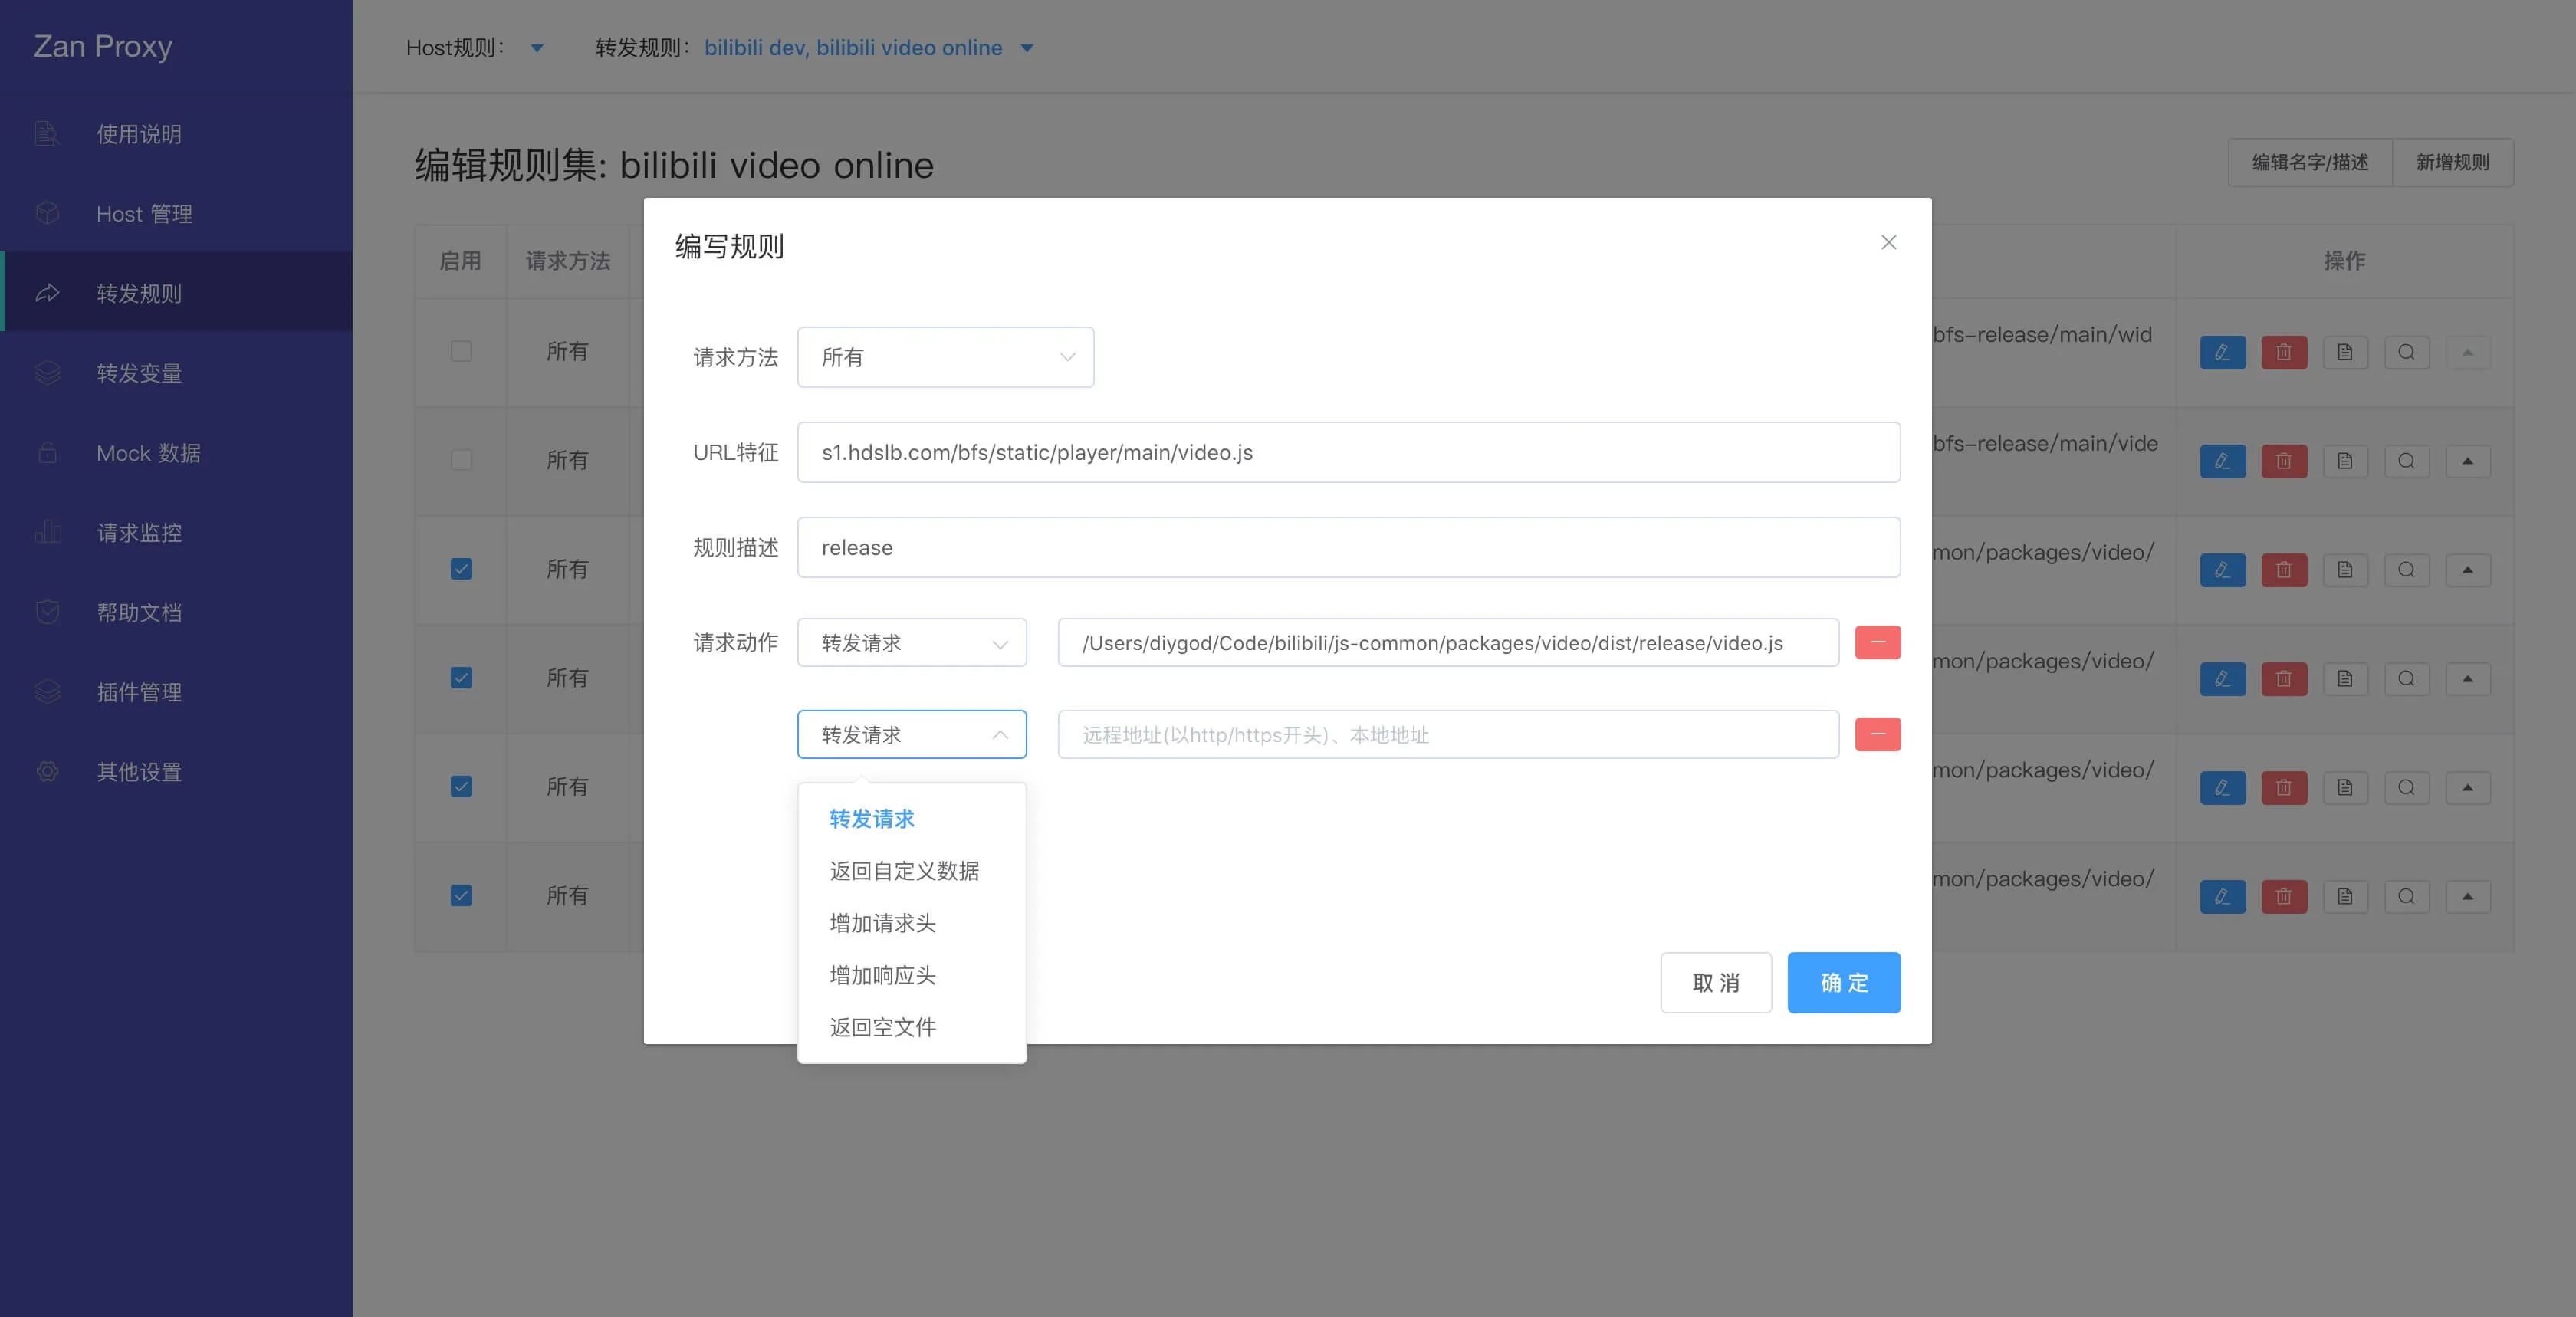 Zan Proxy
使用说明
Host 管理
转发规则
转发变量
Mock 数据
请求监控
帮助文档
插件管理
其他设置
Host规则： 转发规则： bilibili dev, bilibili video online
编辑规则集: bilibili video online
编辑名字/描述 新增规则
启用 请求方法 操作
所有 bfs-release/main/wid
所有 bfs-release/main/vide
所有 mon/packages/video/
所有 mon/packages/video/
所有 mon/packages/video/
所有 mon/packages/video/
编写规则
请求方法 所有
URL特征 s1.hdslb.com/bfs/static/player/main/video.js
规则描述 release
请求动作 转发请求 /Users/diygod/Code/bilibili/js-common/packages/video/dist/release/video.js
转发请求 远程地址(以http/https开头)、本地地址
转发请求
返回自定义数据
增加请求头
增加响应头
返回空文件
取 消 确 定